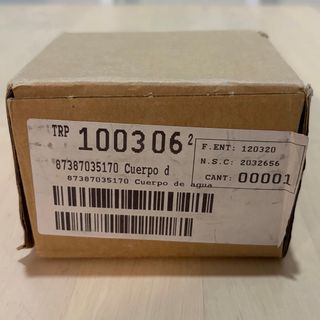 TRP 100306 2
87387035170 Cuerpo d
87387035170 Cuerpo de agua
F.ENT: 120320
N.S.C: 2032656
CANT: 00001